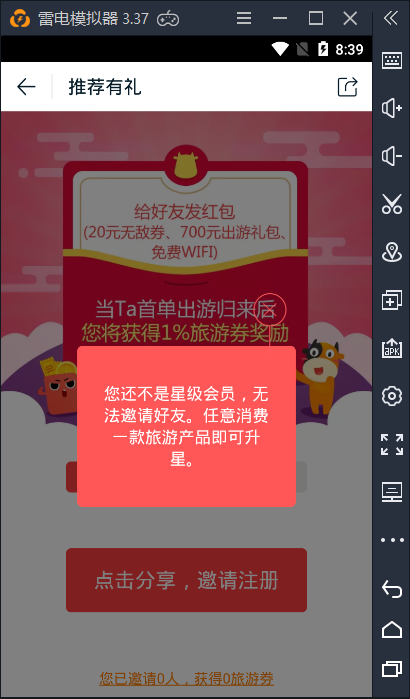 雷电模拟器 3.37
8:39
推荐有礼
给好友发红包
(20元无敌券、700元出游礼包、
免费WIFI)
当Ta首单出游归来后
您将获得1%旅游券奖励
您还不是星级会员，无
法邀请好友。任意消费
一款旅游产品即可升
星。
点击分享，邀请注册
您已邀请0人，获得0旅游券
APK